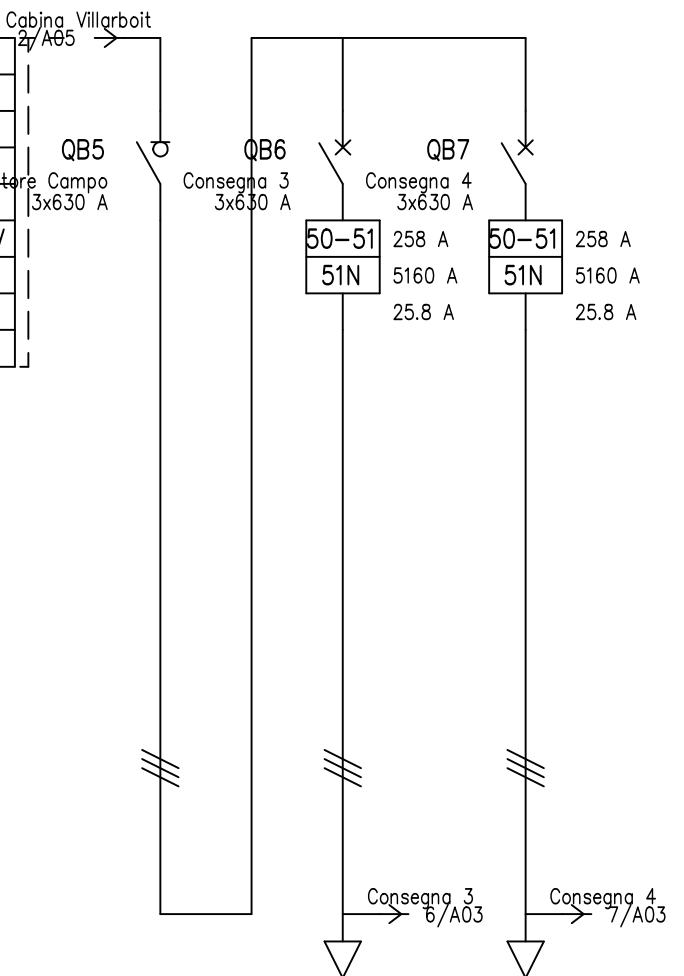 Cabina Villarboit
2/A05
QB5
tore Campo
3x630 A
QB6
Consegna 3
3x630 A
50-51 258 A
51N 5160 A
25.8 A
QB7
Consegna 4
3x630 A
50-51 258 A
51N 5160 A
25.8 A
Consegna 3
6/A03
Consegna 4
7/A03